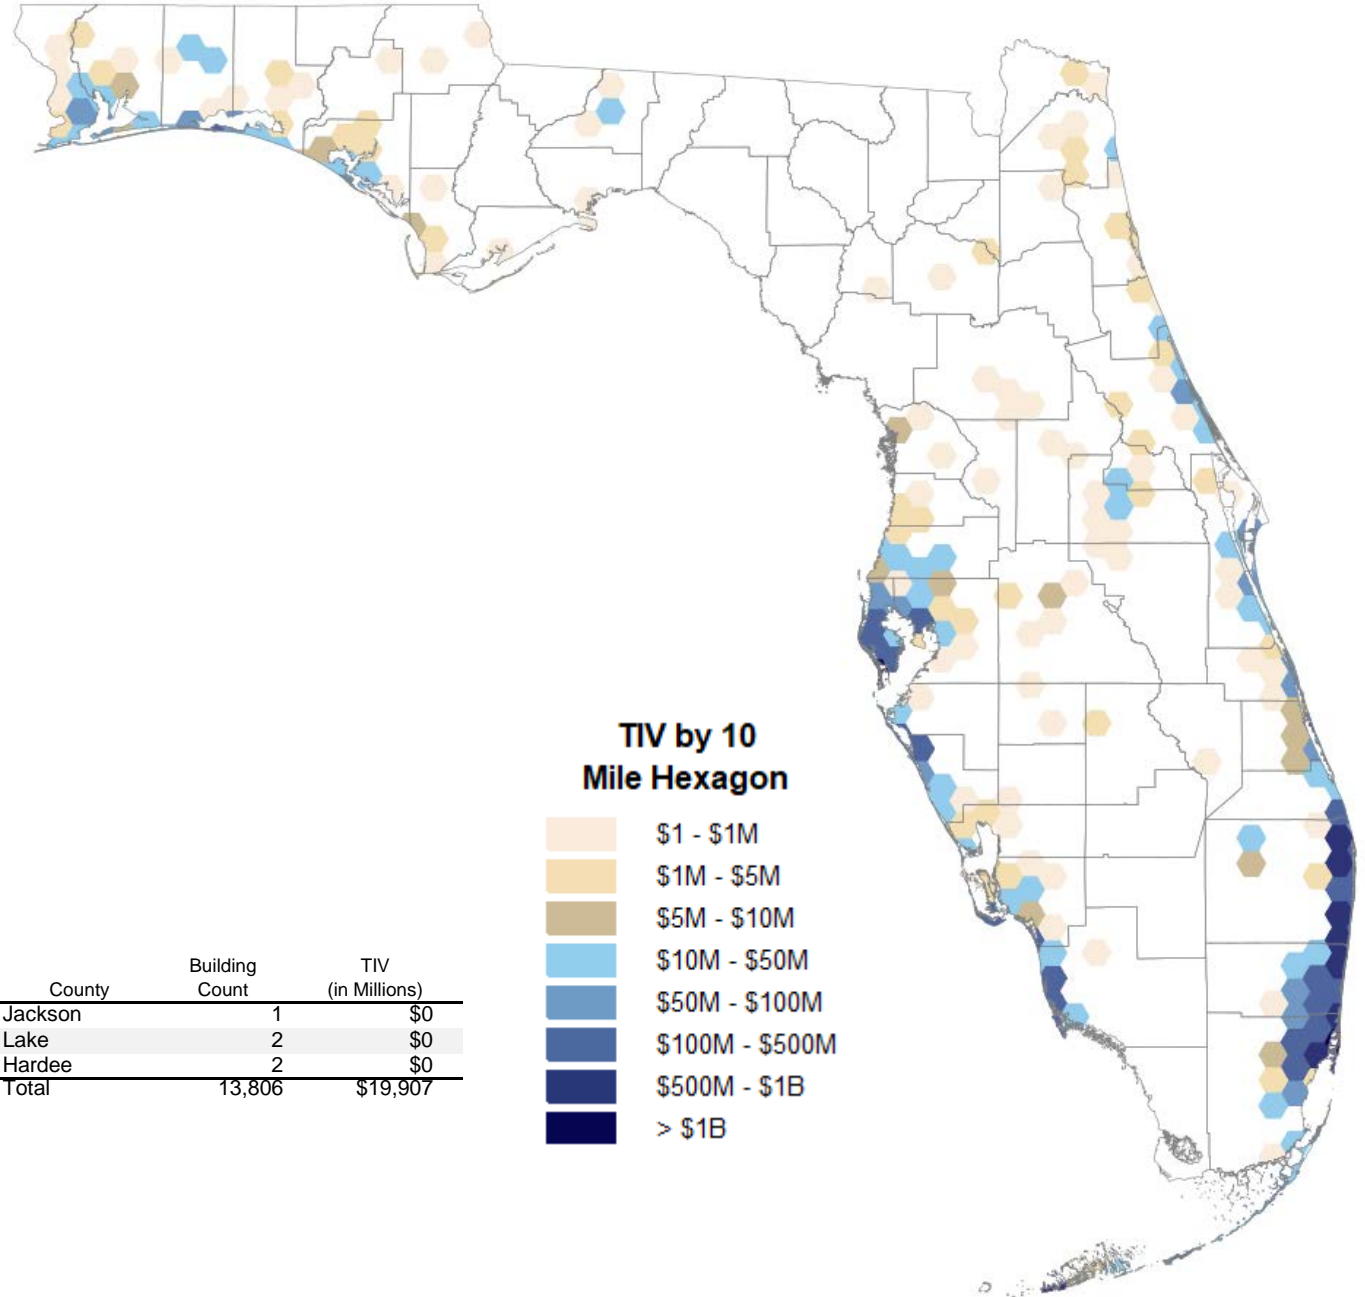 TIV by 10
Mile Hexagon
$1 - $1M
$1M - $5M
$5M - $10M
$10M - $50M
$50M - $100M
$100M - $500M
$500M - $1B
> $1B
Building TIV
County Count (in Millions)
Jackson 1 $0
Lake 2 $0
Hardee 2 $0
Total 13,806 $19,907